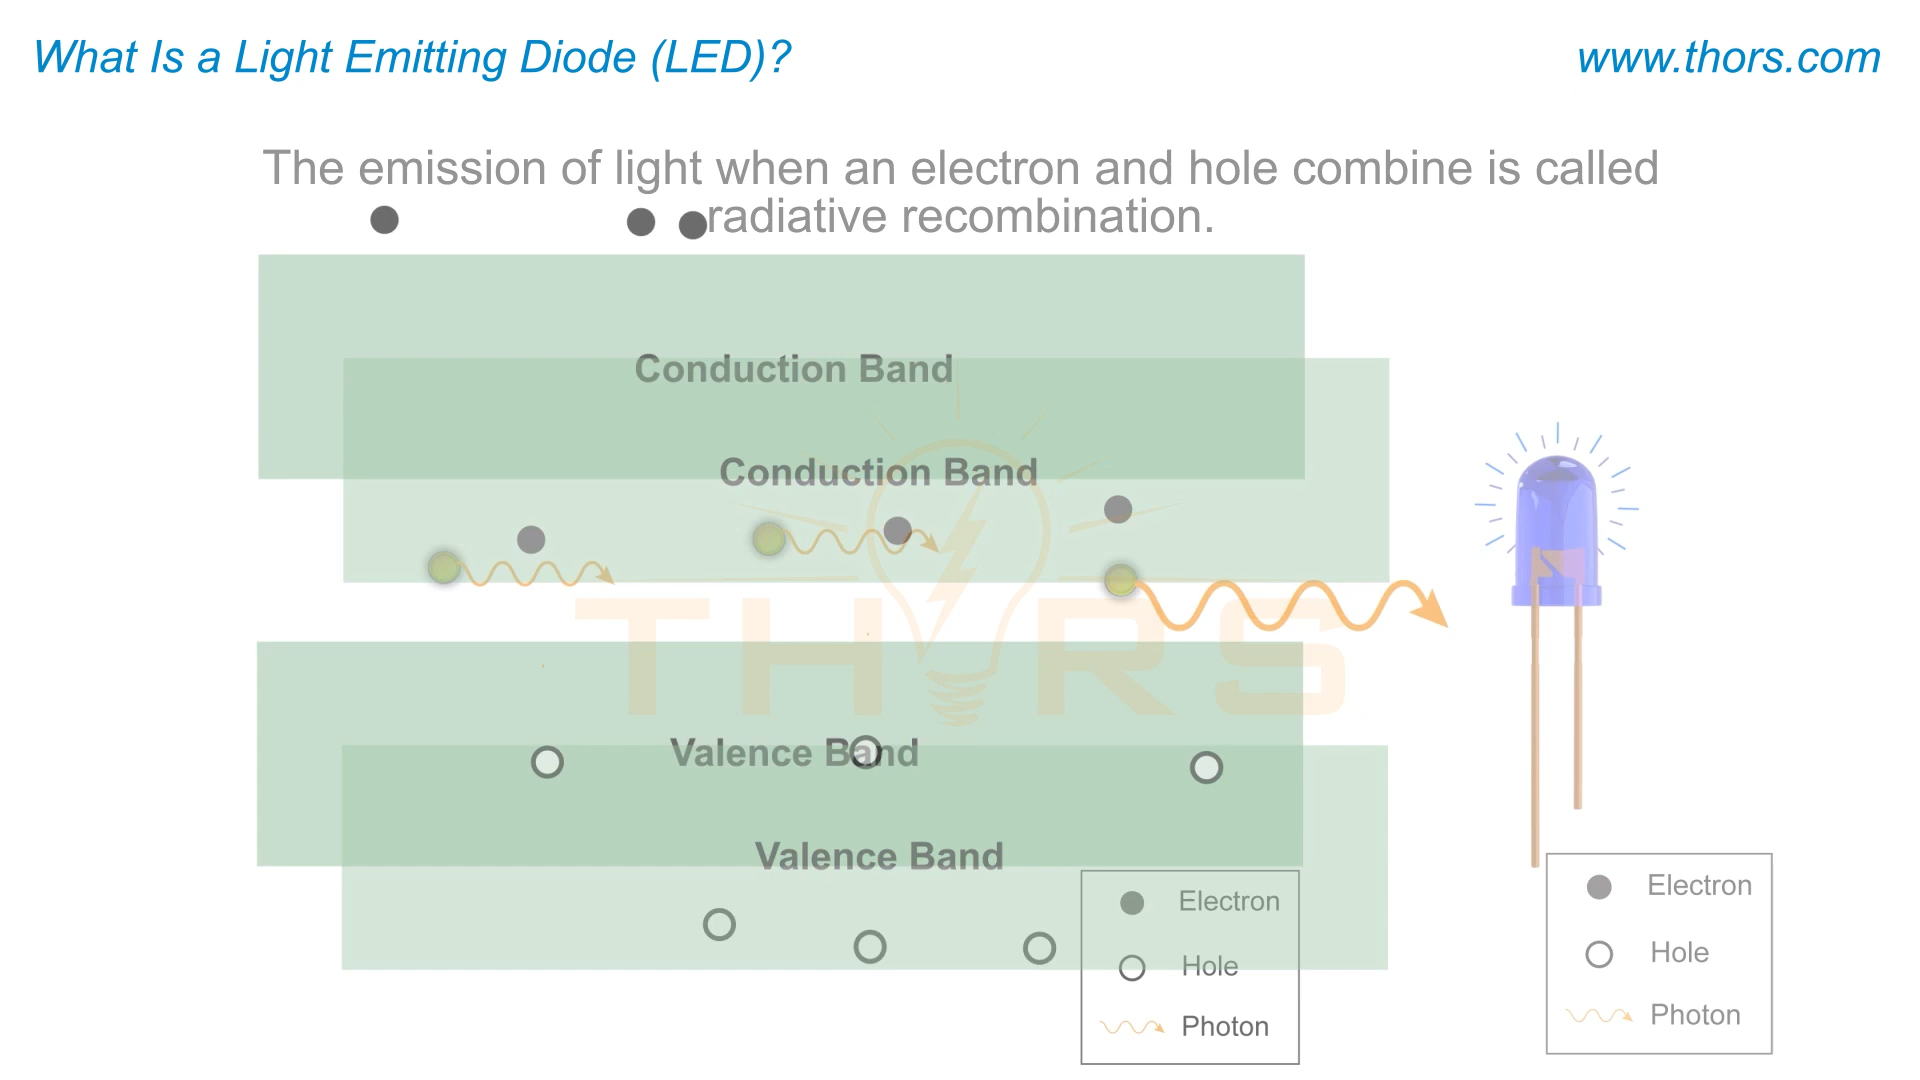 What Is a Light Emitting Diode (LED)?
www.thors.com
The emission of light when an electron and hole combine is called
radiative recombination.
Conduction Band
Conduction Band
THORS
Valence Band
Valence Band
Electron
Hole
Photon
Electron
Hole
Photon